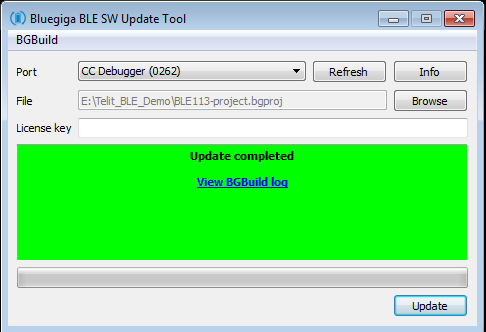 Bluegiga BLE SW Update Tool
BGBuild
Port CC Debugger (0262) Refresh Info
File E:\Telit_BLE_Demo\BLE113-project.bgproj Browse
License key
Update completed
View BGBuild log
Update